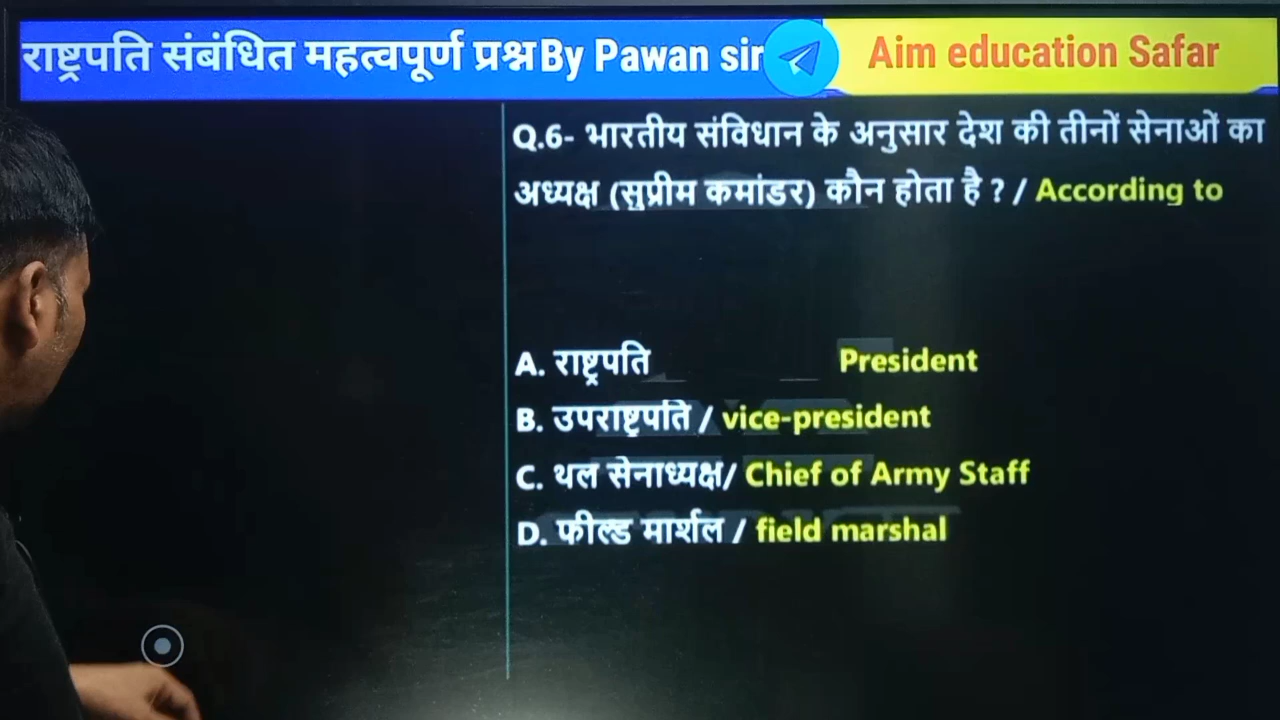 राष्ट्रपति संबंधित महत्वपूर्ण प्रश्न By Pawan sir Aim education Safar
Q.6- भारतीय संविधान के अनुसार देश की तीनों सेनाओं का
अध्यक्ष (सुप्रीम कमांडर) कौन होता है ? / According to
A. राष्ट्रपति President
B. उपराष्ट्रपति / vice-president
C. थल सेनाध्यक्ष/ Chief of Army Staff
D. फील्ड मार्शल / field marshal